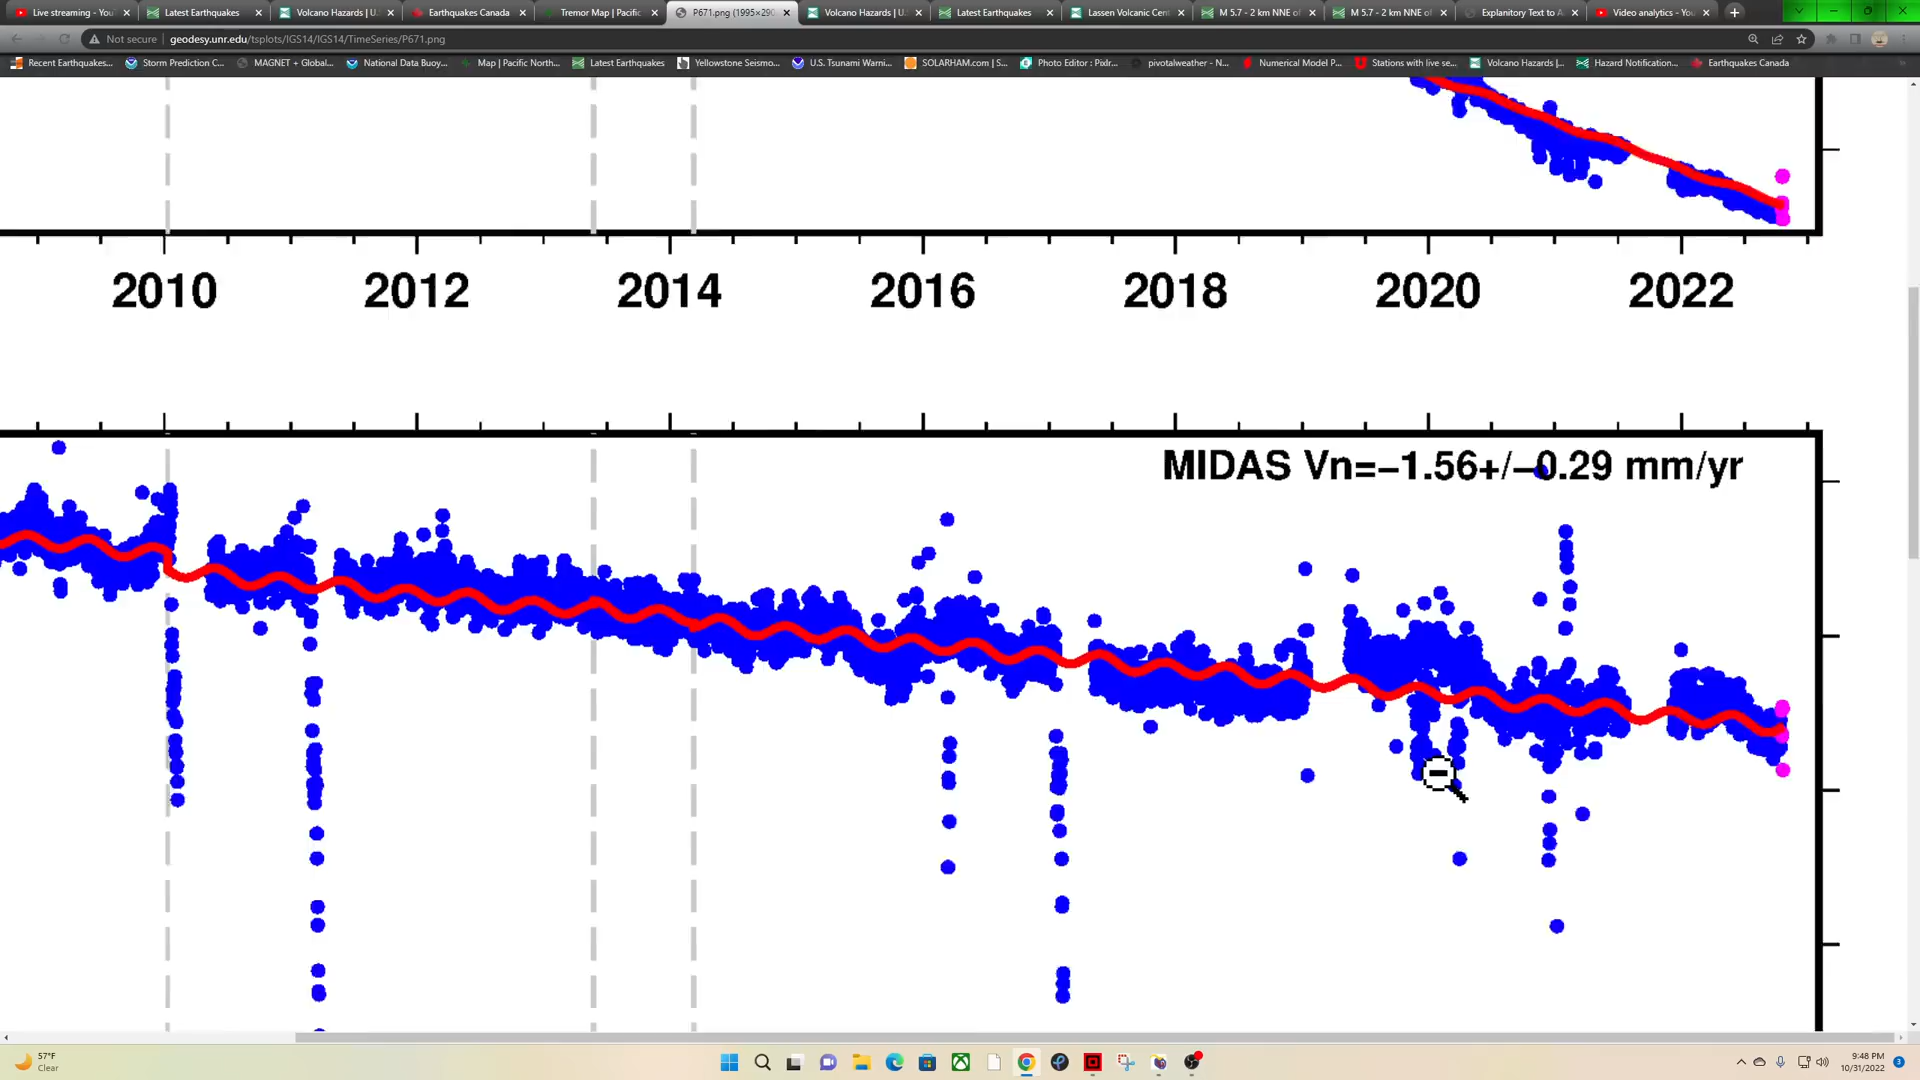 Live streaming - You
Latest Earthquakes
Volcano Hazards | U.
Earthquakes Canada
Tremor Map | Pacific
P671.png (1995×290
Volcano Hazards | U.
Latest Earthquakes
Lassen Volcanic Cent
M 5.7 - 2 km NNE of
M 5.7 - 2 km NNE of
Explanitory Text to A
Video analytics - You
Not secure
geodesy.unr.edu/tsplots/IGS14/IGS14/TimeSeries/P671.png
Recent Earthquakes...
Storm Prediction C...
MAGNET + Global...
National Data Buoy...
Map | Pacific North...
Latest Earthquakes
Yellowstone Seismo...
U.S. Tsunami Warni...
SOLARHAM.com | S...
Photo Editor : Pixlr...
pivotalweather - N...
Numerical Model P...
Stations with live se...
Volcano Hazards |...
Hazard Notification...
Earthquakes Canada
2010 2012 2014 2016 2018 2020 2022
MIDAS Vn=−1.56+/−0.29 mm/yr
57°F
Clear
9:48 PM
10/31/2022
3